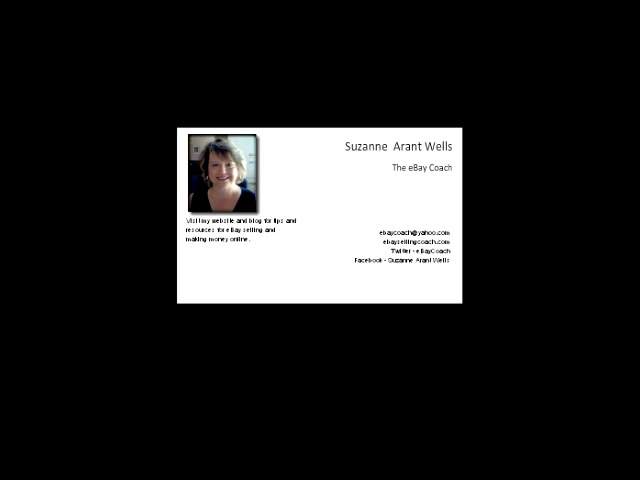 Suzanne Arant Wells
The eBay Coach
Visit my website and blog for tips and
resources for eBay selling and
making money online.
ebaycoach@yahoo.com
ebaysellingcoach.com
Twitter - eBayCoach
Facebook - Suzanne Arant Wells